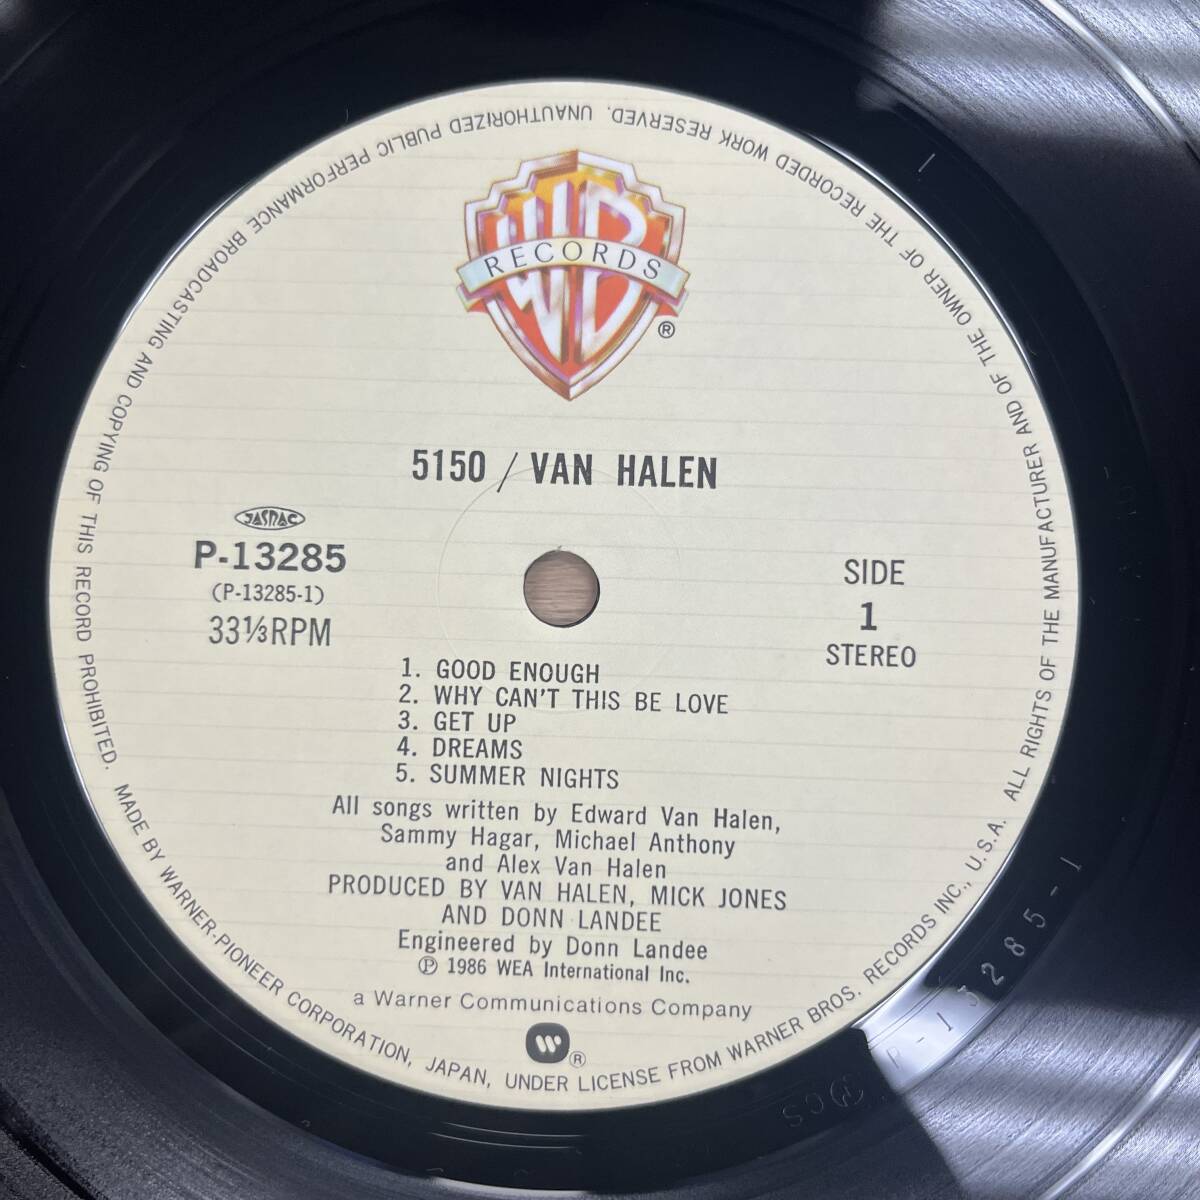 WB
RECORDS
®
5150 / VAN HALEN
JASRAC
P-13285
(P-13285-1)
33⅓RPM
SIDE
1
STEREO
1. GOOD ENOUGH
2. WHY CAN'T THIS BE LOVE
3. GET UP
4. DREAMS
5. SUMMER NIGHTS
All songs written by Edward Van Halen,
Sammy Hagar, Michael Anthony
and Alex Van Halen
PRODUCED BY VAN HALEN, MICK JONES
AND DONN LANDEE
Engineered by Donn Landee
℗ 1986 WEA International Inc.
a Warner Communications Company
®
MADE BY WARNER-PIONEER CORPORATION, JAPAN, UNDER LICENSE FROM WARNER BROS. RECORDS INC., U.S.A. ALL RIGHTS OF THE MANUFACTURER AND OF THE OWNER OF THE RECORDED WORK RESERVED. UNAUTHORIZED PUBLIC PERFORMANCE BROADCASTING AND COPYING OF THIS RECORD PROHIBITED.
P-13285-1